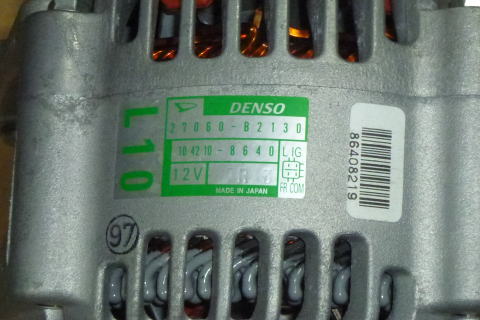 L10
DENSO
27060-B2130
104210-8640
L IG
12V
FR COM
MADE IN JAPAN
86408219
97